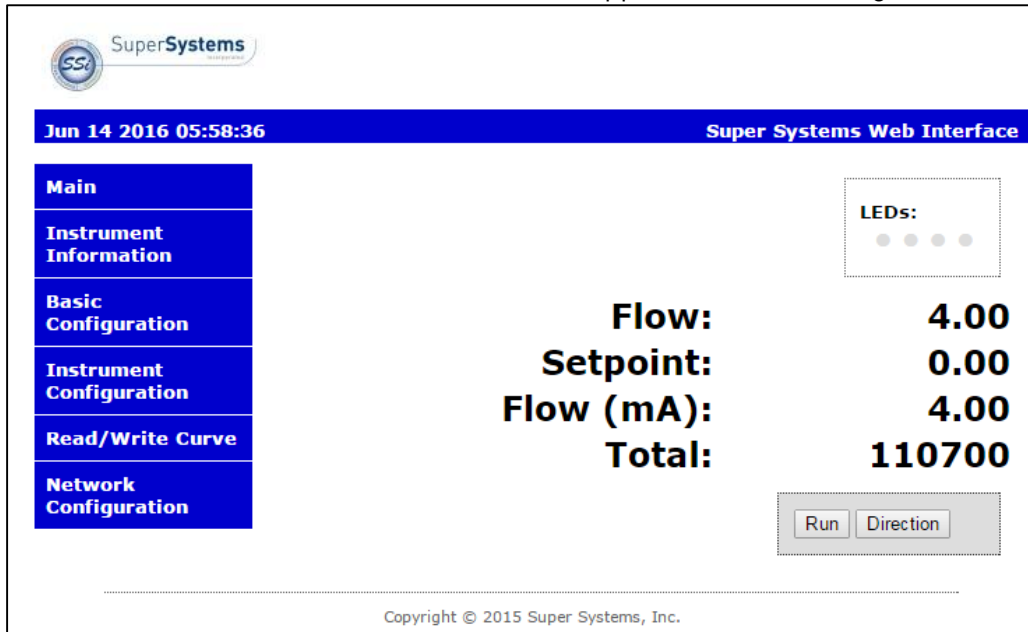 SSi
SuperSystems
incorporated
Jun 14 2016 05:58:36
Super Systems Web Interface
Main
Instrument
Information
Basic
Configuration
Instrument
Configuration
Read/Write Curve
Network
Configuration
LEDs:
Flow: 4.00
Setpoint: 0.00
Flow (mA): 4.00
Total: 110700
Run Direction
Copyright © 2015 Super Systems, Inc.